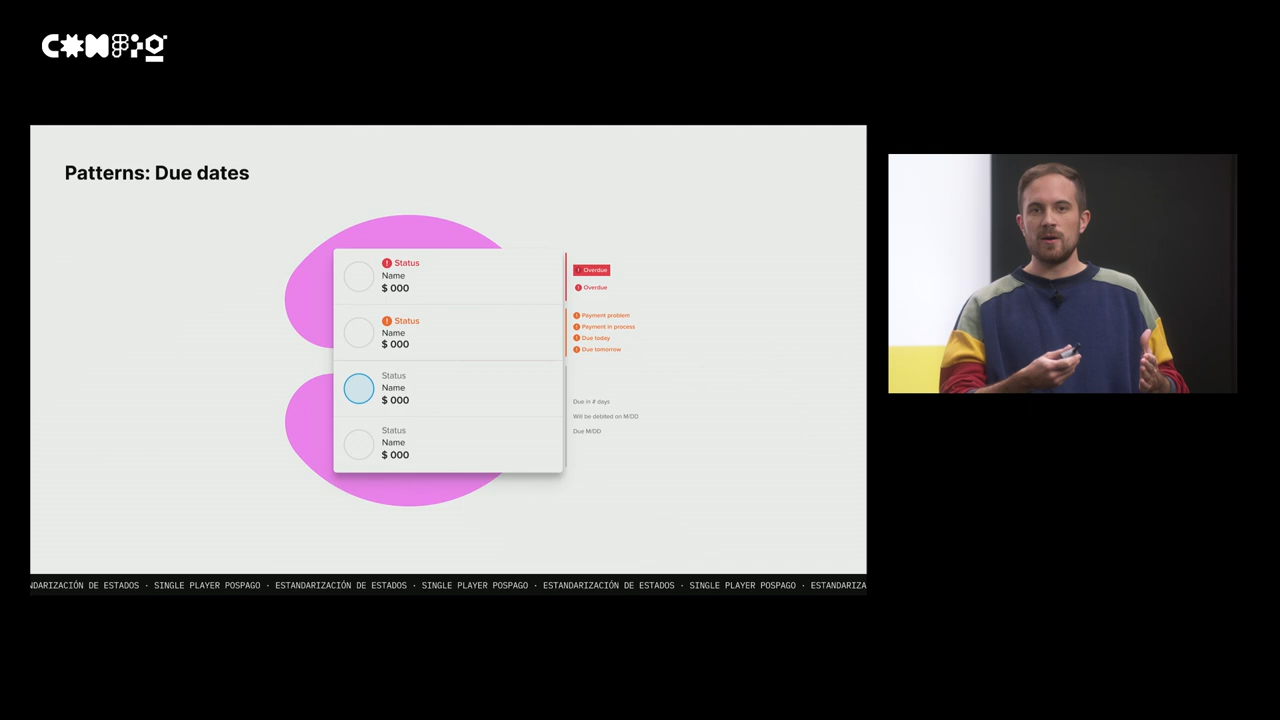 CONFIG
Patterns: Due dates
! Status
Name
$ 000
! Status
Name
$ 000
Status
Name
$ 000
Status
Name
$ 000
! Overdue
! Overdue
! Payment problem
! Payment in process
! Due today
! Due tomorrow
Due in # days
Will be debited on M/DD
Due M/DD
NDARIZACIÓN DE ESTADOS · SINGLE PLAYER POSPAGO · ESTANDARIZACIÓN DE ESTADOS · SINGLE PLAYER POSPAGO · ESTANDARIZACIÓN DE ESTADOS · SINGLE PLAYER POSPAGO · ESTANDARIZA